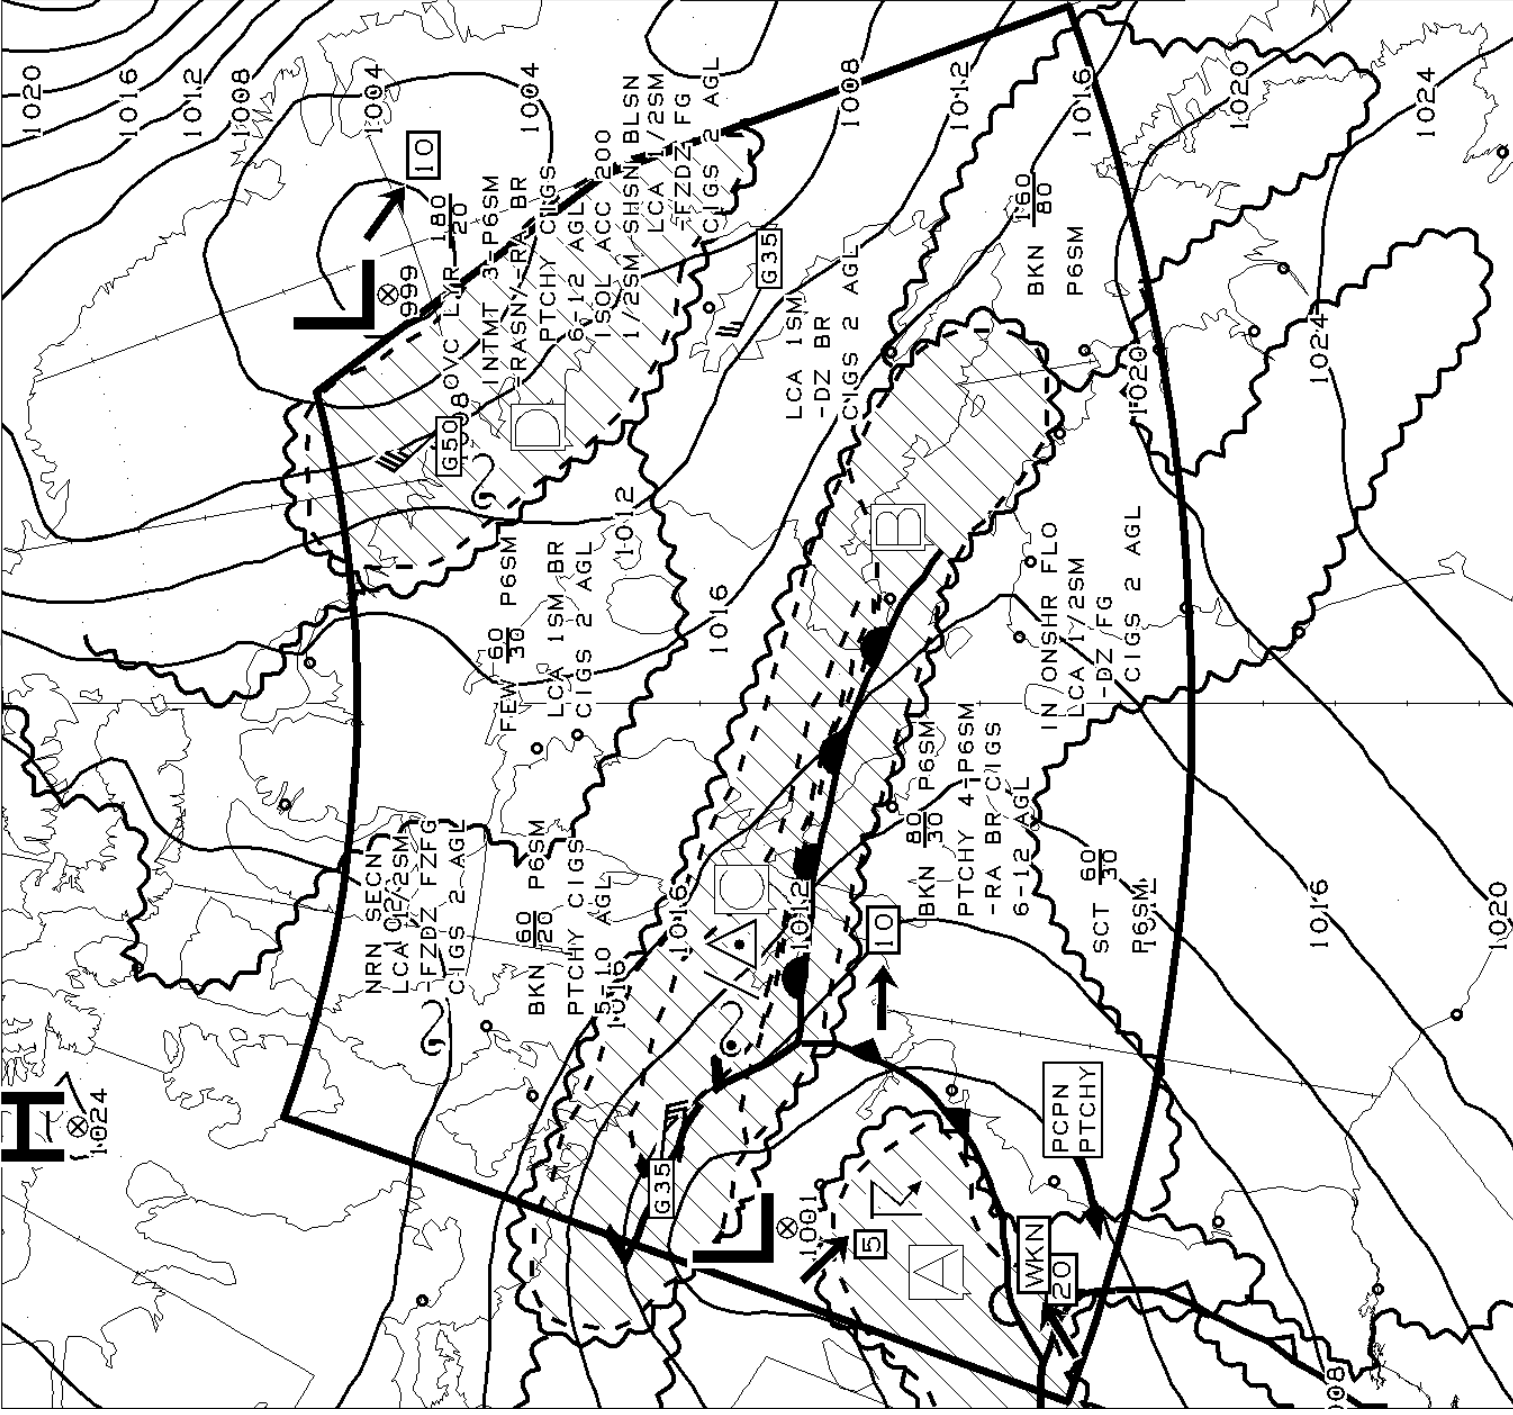 1020
1016
1012
1008
1004
1004
1008
1012
1016
1020
1024
10
L
999
180
80 OVC LYR 20
INTMT 3-P6SM
-RASN/-RA BR
PTCHY CIGS
6-12 AGL
ISOL ACC 200
1/2SM SHSN BLSN
LCA 1/2SM
-FZDZ FG
CIGS 2 AGL
G50
D
G35
LCA 1SM
-DZ BR
CIGS 2 AGL
160
BKN 80
P6SM
1024
1020
1012
1016
60
FEW 30 P6SM
LCA 1SM BR
CIGS 2 AGL
B
IN ONSHR FLO
LCA 1/2SM
-DZ FG
CIGS 2 AGL
NRN SECN
LCA 1/2SM
-FZDZ FZFG
CIGS 2 AGL
60
BKN 20 P6SM
PTCHY CIGS
5-10 AGL
1016
1016
C
1012
10
80
BKN 30 P6SM
PTCHY 4-P6SM
-RA BR CIGS
6-12 AGL
60
SCT 30
P6SM
1016
1020
H
1024
G35
L
1001
5
A
PCPN
PTCHY
WKN
20
008